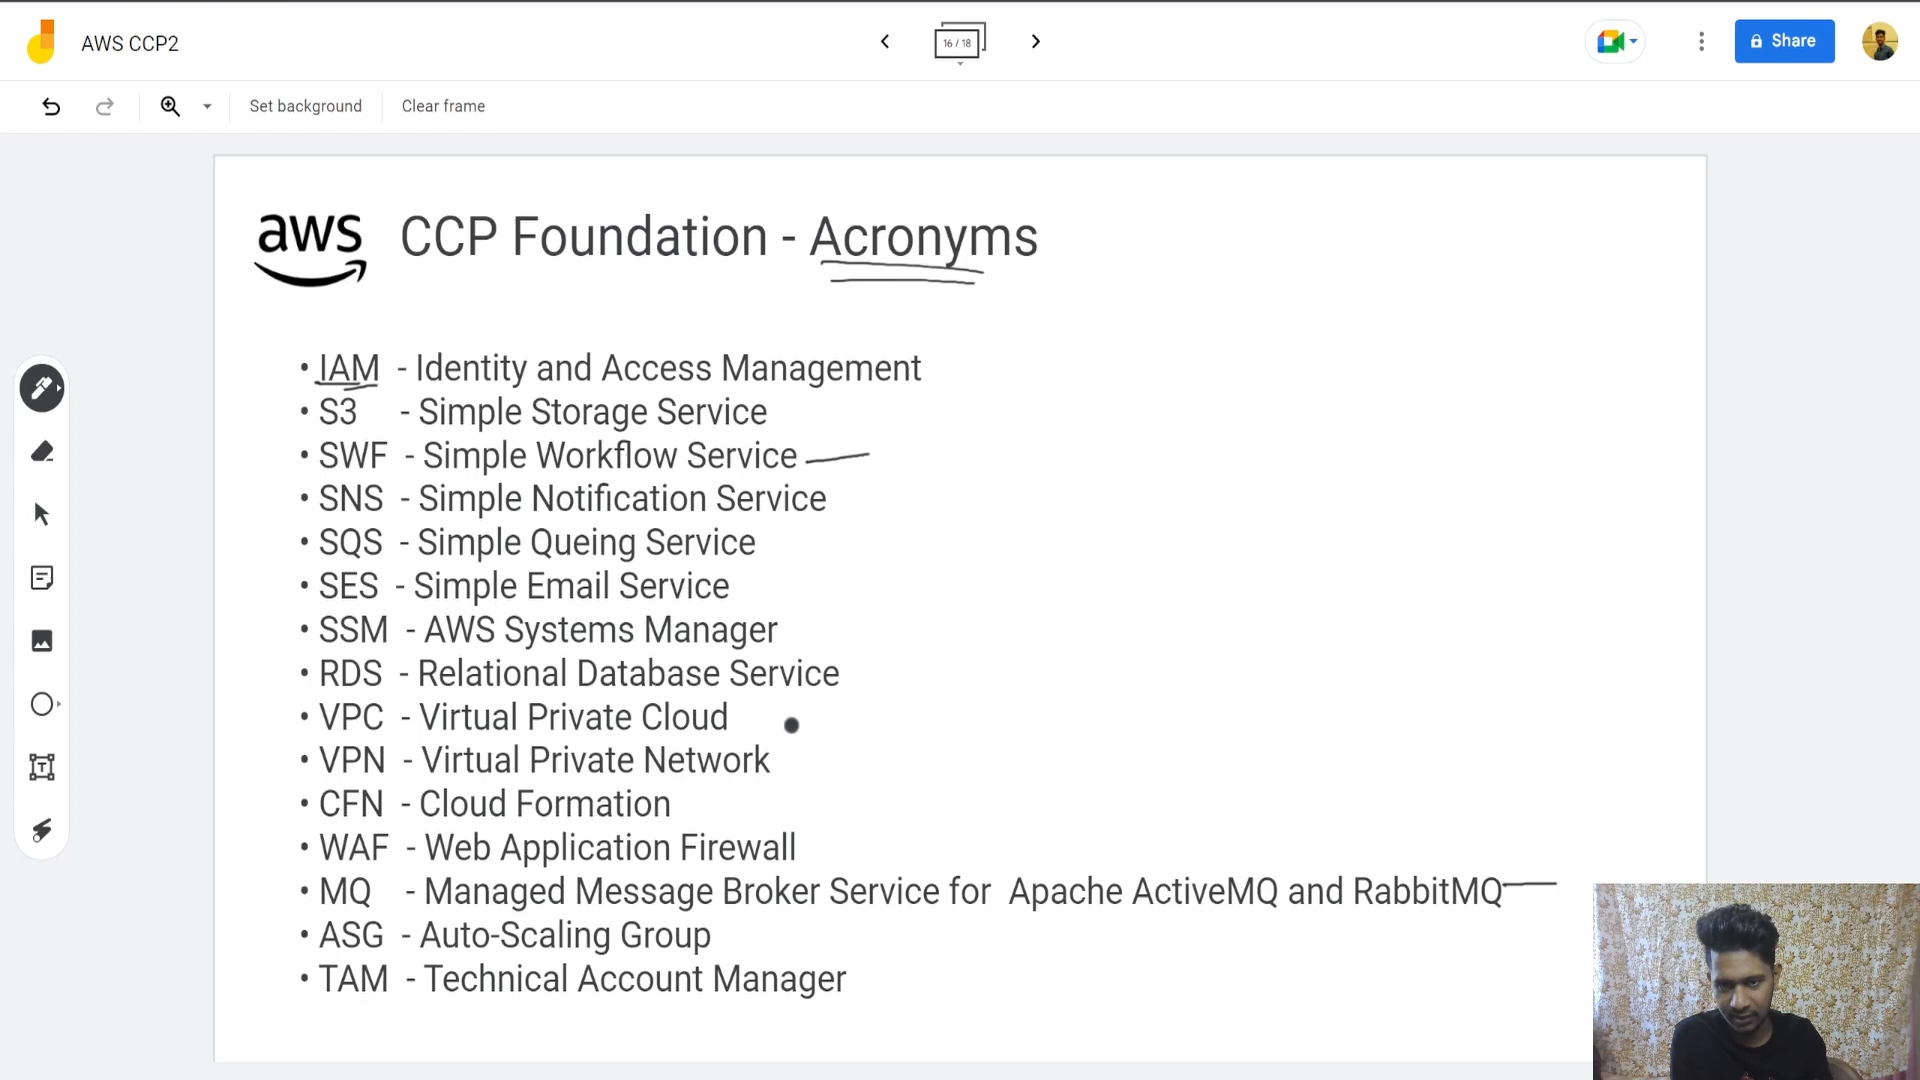 AWS CCP2
16 / 18
Share
Set background
Clear frame
aws CCP Foundation - Acronyms
• IAM - Identity and Access Management
• S3 - Simple Storage Service
• SWF - Simple Workflow Service
• SNS - Simple Notification Service
• SQS - Simple Queing Service
• SES - Simple Email Service
• SSM - AWS Systems Manager
• RDS - Relational Database Service
• VPC - Virtual Private Cloud
• VPN - Virtual Private Network
• CFN - Cloud Formation
• WAF - Web Application Firewall
• MQ - Managed Message Broker Service for Apache ActiveMQ and RabbitMQ
• ASG - Auto-Scaling Group
• TAM - Technical Account Manager